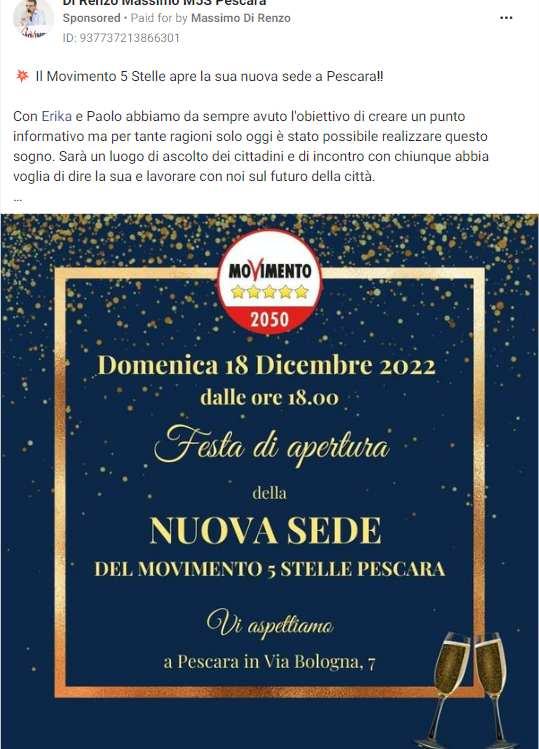 Di Renzo Massimo M5S Pescara
Sponsored • Paid for by Massimo Di Renzo
ID: 937737213866301
💥 Il Movimento 5 Stelle apre la sua nuova sede a Pescara!!
Con Erika e Paolo abbiamo da sempre avuto l'obiettivo di creare un punto
informativo ma per tante ragioni solo oggi è stato possibile realizzare questo
sogno. Sarà un luogo di ascolto dei cittadini e di incontro con chiunque abbia
voglia di dire la sua e lavorare con noi sul futuro della città.
...
MOVIMENTO
2050
Domenica 18 Dicembre 2022
dalle ore 18.00
Festa di apertura
della
NUOVA SEDE
DEL MOVIMENTO 5 STELLE PESCARA
Vi aspettiamo
a Pescara in Via Bologna, 7